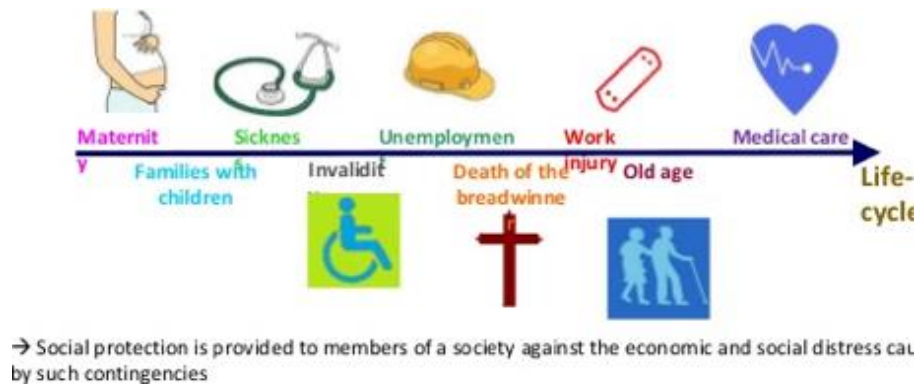 Maternit
y
Sicknes
s
Unemploymen
t
Work
injury
Medical care
Families with
children
Invalidit
y
Death of the
breadwinne
r
Old age
Life-
cycle
→ Social protection is provided to members of a society against the economic and social distress cau
by such contingencies